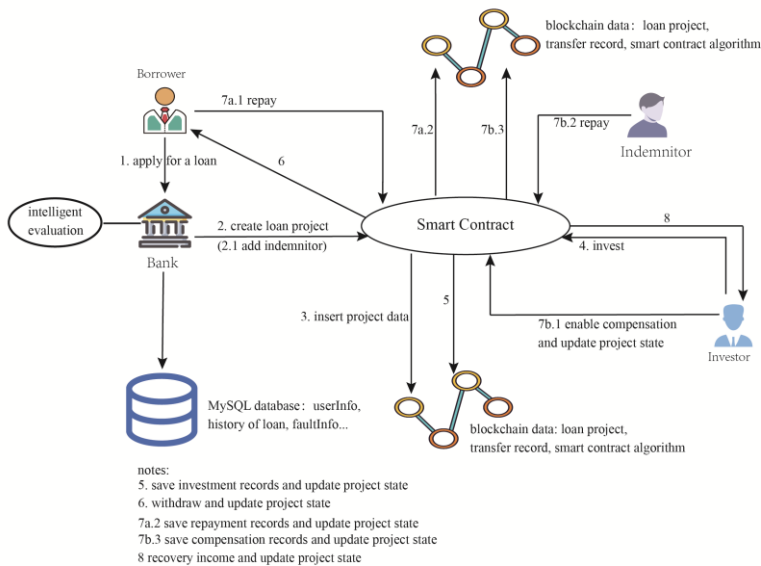 blockchain data: loan project,
transfer record, smart contract algorithm
Borrower
7a.1 repay
7a.2
7b.3
7b.2 repay
Indemnitor
1. apply for a loan
6
intelligent
evaluation
Smart Contract
8
2. create loan project
(2.1 add indemnitor)
4. invest
Bank
5
3. insert project data
7b.1 enable compensation
and update project state
Investor
MySQL database: userInfo,
history of loan, faultInfo...
blockchain data: loan project,
transfer record, smart contract algorithm
notes:
5. save investment records and update project state
6. withdraw and update project state
7a.2 save repayment records and update project state
7b.3 save compensation records and update project state
8 recovery income and update project state